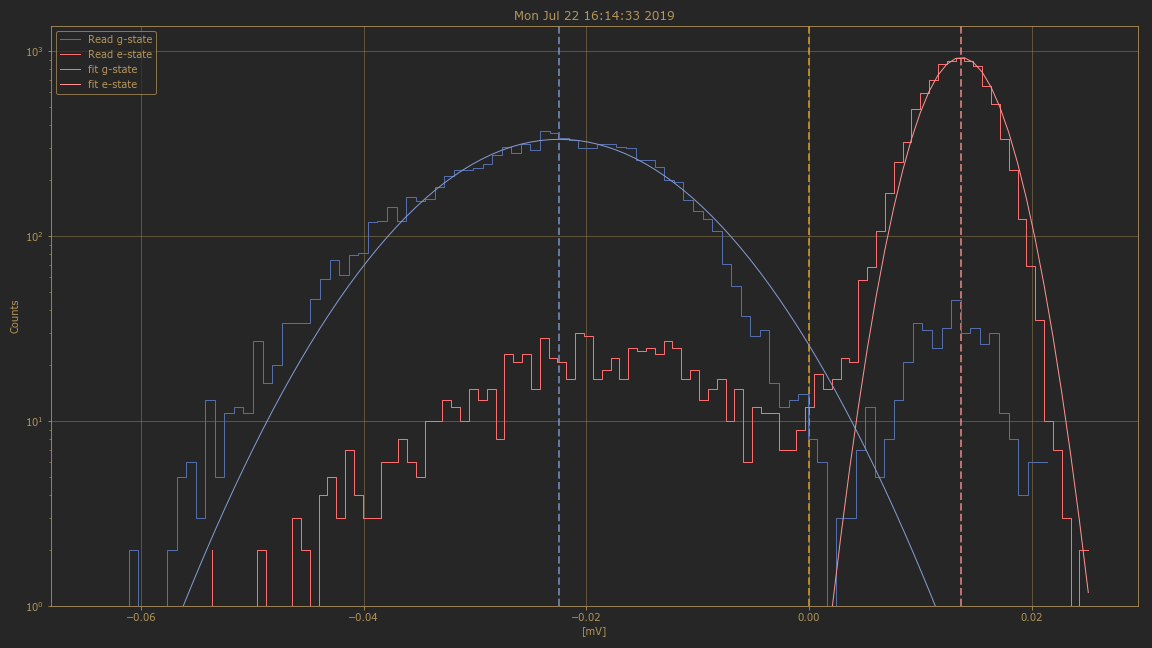 Mon Jul 22 16:14:33 2019
Read g-state
Read e-state
fit g-state
fit e-state
10³
10²
10¹
10⁰
Counts
−0.06
−0.04
−0.02
0.00
0.02
[mV]